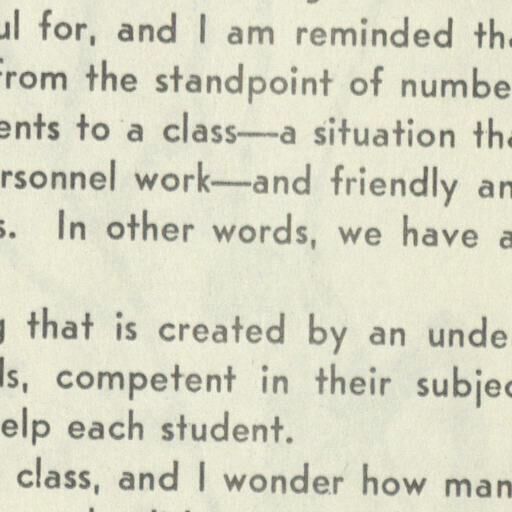 ul for, and I am reminded tha
from the standpoint of numbe
ents to a class—a situation tha
rsonnel work—and friendly an
s. In other words, we have a
g that is created by an unde
ls, competent in their subjec
elp each student.
class, and I wonder how man